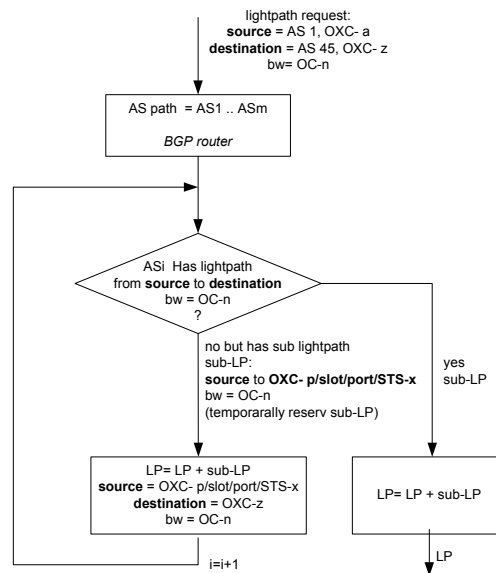 lightpath request:
source = AS 1, OXC- a
destination = AS 45, OXC- z
bw= OC-n
AS path  = AS1 .. ASm
BGP router
ASi  Has lightpath
from source to destination
bw = OC-n
?
no but has sub lightpath
sub-LP:
source to OXC- p/slot/port/STS-x
bw = OC-n
(temporarally reserv sub-LP)
yes
sub-LP
LP= LP + sub-LP
source = OXC- p/slot/port/STS-x
destination = OXC-z
bw = OC-n
LP= LP + sub-LP
i=i+1
LP